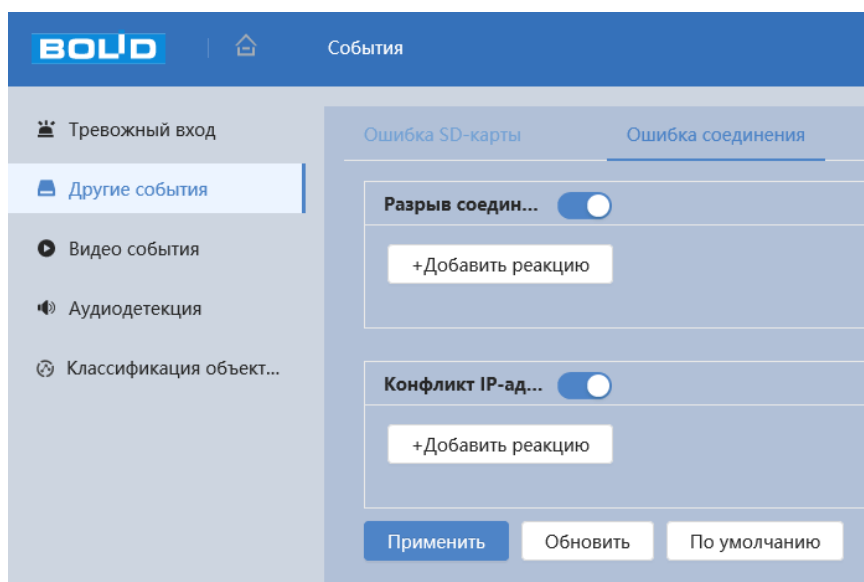 BOLID
События
Тревожный вход
Другие события
Видео события
Аудиодетекция
Классификация объект...
Ошибка SD-карты
Ошибка соединения
Разрыв соедин...
+Добавить реакцию
Конфликт IP-ад...
+Добавить реакцию
Применить
Обновить
По умолчанию